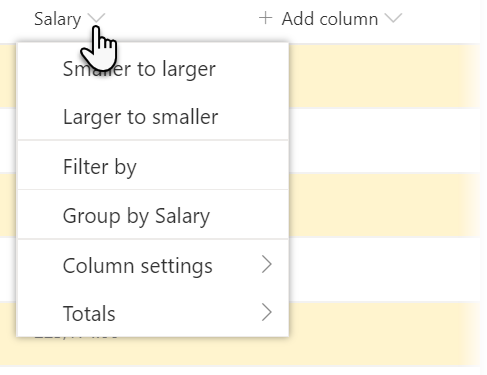 Salary + Add column
Smaller to larger
Larger to smaller
Filter by
Group by Salary
Column settings
Totals